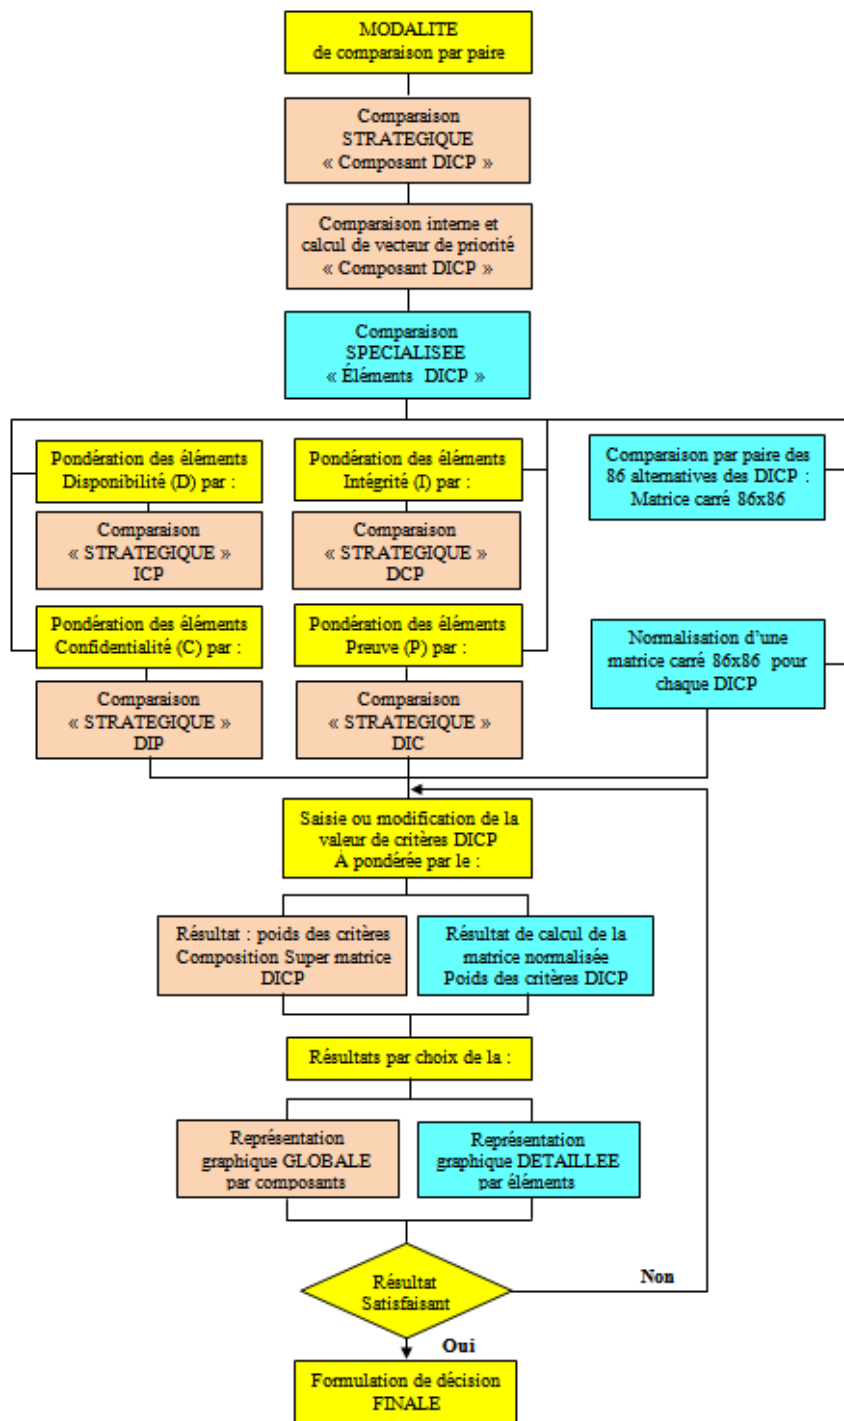 MODALITE
de comparaison par paire
Comparaison
STRATEGIQUE
« Composant DICP »
Comparaison interne et
calcul de vecteur de priorité
« Composant DICP »
Comparaison
SPECIALISEE
« Éléments DICP »
Pondération des éléments
Disponibilité (D) par :
Pondération des éléments
Intégrité (I) par :
Comparaison par paire des
86 alternatives des DICP :
Matrice carré 86x86
Comparaison
« STRATEGIQUE »
ICP
Comparaison
« STRATEGIQUE »
DCP
Pondération des éléments
Confidentialité (C) par :
Pondération des éléments
Preuve (P) par :
Normalisation d’une
matrice carré 86x86 pour
chaque DICP
Comparaison
« STRATEGIQUE »
DIP
Comparaison
« STRATEGIQUE »
DIC
Saisie ou modification de la
valeur de critères DICP
À pondérée par le :
Résultat : poids des critères
Composition Super matrice
DICP
Résultat de calcul de la
matrice normalisée
Poids des critères DICP
Résultats par choix de la :
Représentation
graphique GLOBALE
par composants
Représentation
graphique DETAILLEE
par éléments
Résultat
Satisfaisant
Non
Oui
Formulation de décision
FINALE